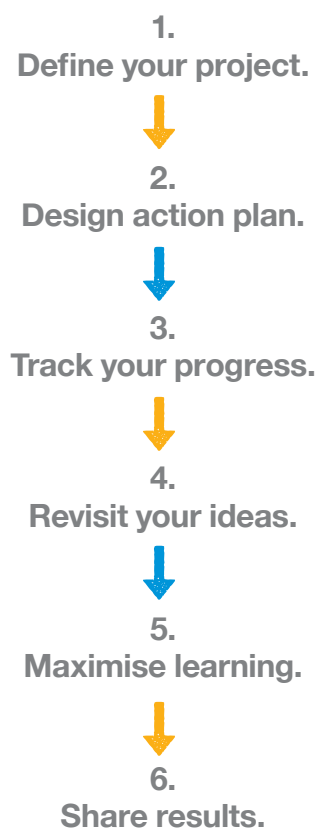 1.
Define your project.
2.
Design action plan.
3.
Track your progress.
4.
Revisit your ideas.
5.
Maximise learning.
6.
Share results.